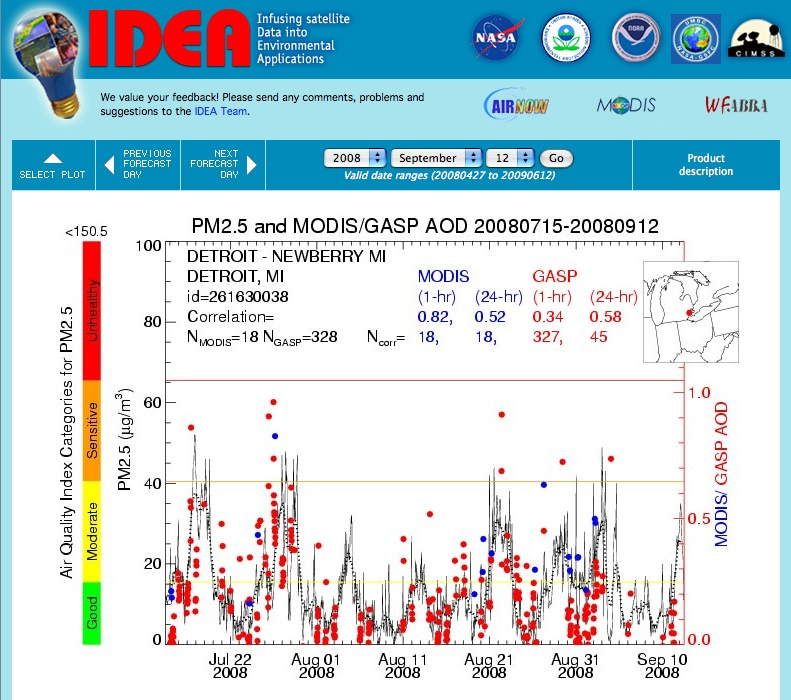 IDEA
Infusing satellite
Data into
Environmental
Applications
NASA
NOAA
UMBC
NASA-GSFC
CIMSS
We value your feedback! Please send any comments, problems and
suggestions to the IDEA Team.
AIRNOW
MODIS
WFABBA
SELECT PLOT
PREVIOUS
FORECAST
DAY
NEXT
FORECAST
DAY
2008 September 12 Go
Valid date ranges (20080427 to 20090612)
Product
description
PM2.5 and MODIS/GASP AOD 20080715-20080912
<150.5
Air Quality Index Categories for PM2.5
Unhealthy
Sensitive
Moderate
Good
PM2.5 (µg/m³)
100
80
60
40
20
0
DETROIT - NEWBERRY MI
DETROIT, MI
id=261630038
MODIS GASP
(1-hr) (24-hr) (1-hr) (24-hr)
Correlation= 0.82, 0.52 0.34 0.58
NMODIS=18 NGASP=328 Ncorr= 18, 18, 327, 45
1.0
0.5
0.0
MODIS/ GASP AOD
Jul 22 Aug 01 Aug 11 Aug 21 Aug 31 Sep 10
2008 2008 2008 2008 2008 2008